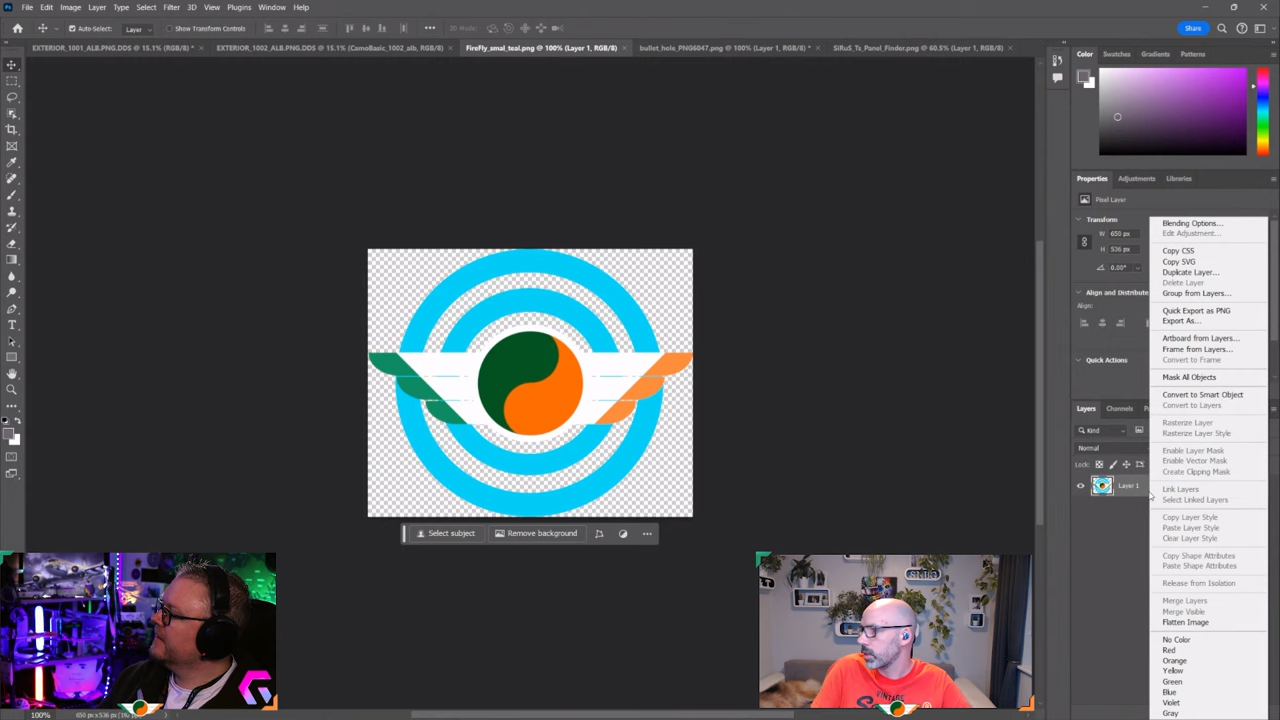 File Edit Image Layer Type Select Filter 3D View Plugins Window Help
Auto-Select: Layer Show Transform Controls 3D Mode: Share
EXTERIOR_1001_ALB.PNG.DDS @ 15.1% (RGB/8) * EXTERIOR_1002_ALB.PNG.DDS @ 15.1% (CamoBasic_1002_alb, RGB/8) FireFly_smal_teal.png @ 100% (Layer 1, RGB/8) bullet_hole_PNG6047.png @ 100% (Layer 1, RGB/8) * SiRuS_Ts_Panel_Finder.png @ 60.5% (Layer 1, RGB/8)
Color Swatches Gradients Patterns
Properties Adjustments Libraries
Pixel Layer
Transform
W 650 px
H 536 px
0.00°
Align and Distribute
Align:
Quick Actions
Layers Channels
Kind
Normal
Lock:
Layer 1
Blending Options...
Edit Adjustment...
Copy CSS
Copy SVG
Duplicate Layer...
Delete Layer
Group from Layers...
Quick Export as PNG
Export As...
Artboard from Layers...
Frame from Layers...
Convert to Frame
Mask All Objects
Convert to Smart Object
Convert to Layers
Rasterize Layer
Rasterize Layer Style
Enable Layer Mask
Enable Vector Mask
Create Clipping Mask
Link Layers
Select Linked Layers
Copy Layer Style
Paste Layer Style
Clear Layer Style
Copy Shape Attributes
Paste Shape Attributes
Release from Isolation
Merge Layers
Merge Visible
Flatten Image
No Color
Red
Orange
Yellow
Green
Blue
Violet
Gray
Select subject Remove background
VINTAGE
100% 650 px x 536 px